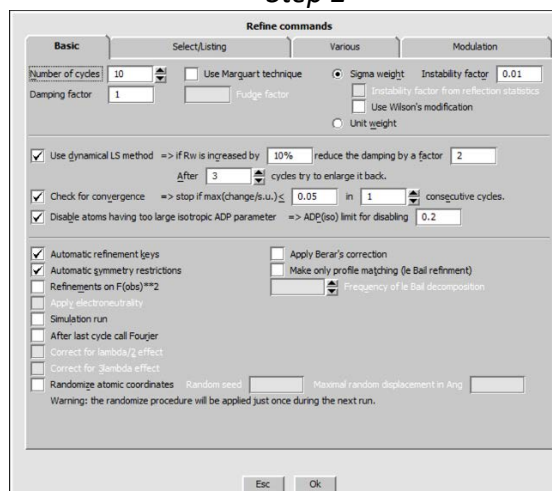 Step 2
Refine commands
Basic Select/Listing Various Modulation
Number of cycles 10 Use Marguart technique Sigma weight Instability factor 0.01
Damping factor 1 Fudge factor Instability factor from reflection statistics
Use Wilson's modification
Unit weight
Use dynamical LS method => if Rw is increased by 10% reduce the damping by a factor 2
After 3 cycles try to enlarge it back.
Check for convergence => stop if max(change/s.u.)< 0.05 in 1 consecutive cycles.
Disable atoms having too large isotropic ADP parameter => ADP(iso) limit for disabling 0.2
Automatic refinement keys Apply Berar's correction
Automatic symmetry restrictions Make only profile matching (le Bail refinment)
Refinements on F(obs)**2 Frequency of le Bail decomposition
Apply electroneutrality
Simulation run
After last cycle call Fourier
Correct for lambda/2 effect
Correct for 3lambda effect
Randomize atomic coordinates Random seed Maximal random displacement in Ang
Warning: the randomize procedure will be applied just once during the next run.
Esc Ok